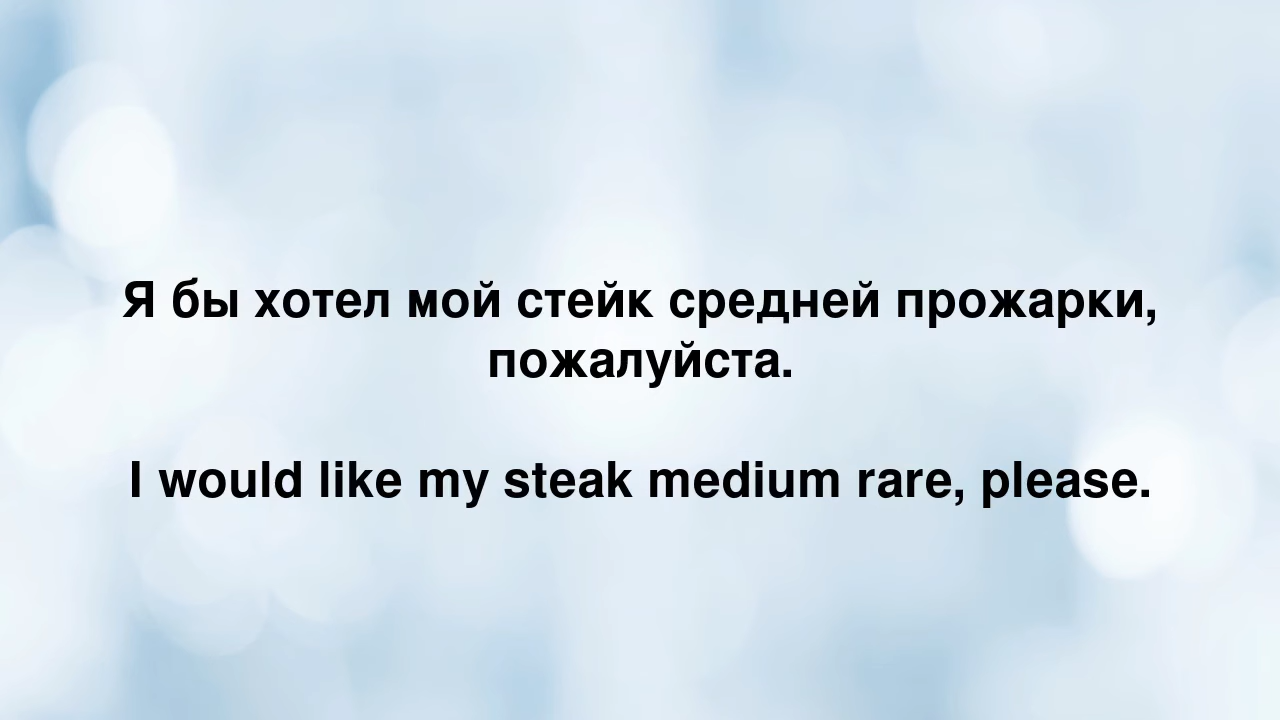 Я бы хотел мой стейк средней прожарки,
пожалуйста.
I would like my steak medium rare, please.